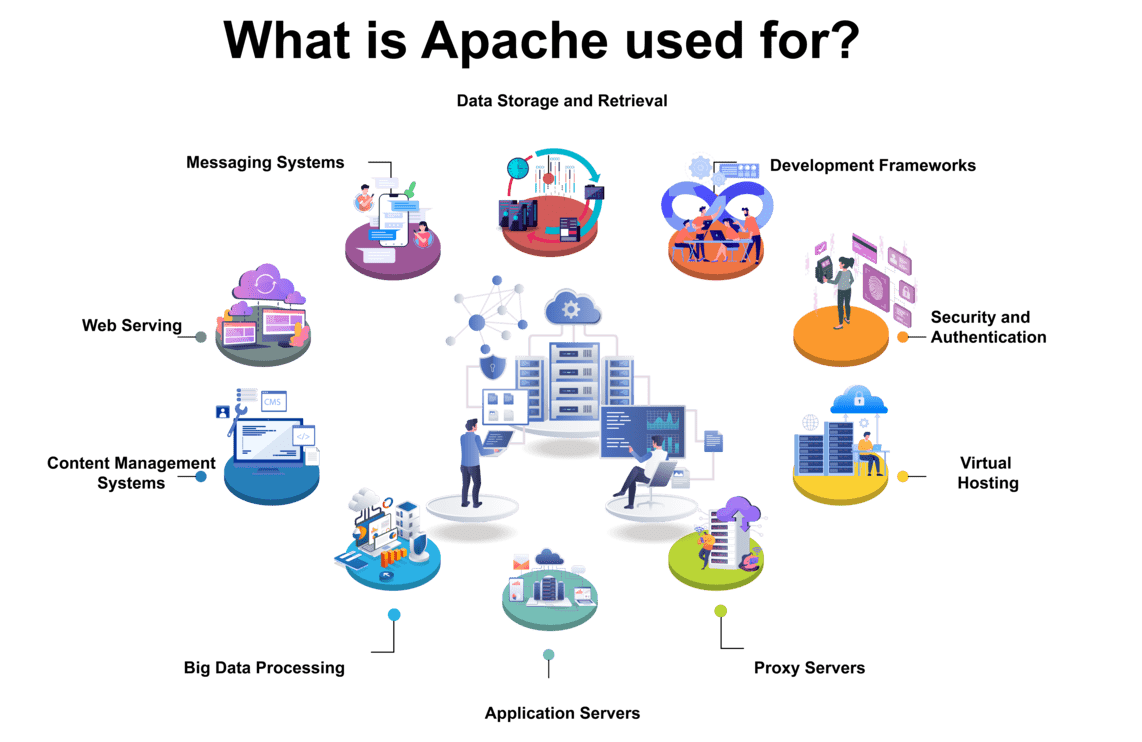 What is Apache used for?
Data Storage and Retrieval
Messaging Systems
Development Frameworks
Web Serving
Security and
Authentication
CMS
</>
Content Management
Systems
Virtual
Hosting
Big Data Processing
Proxy Servers
Application Servers